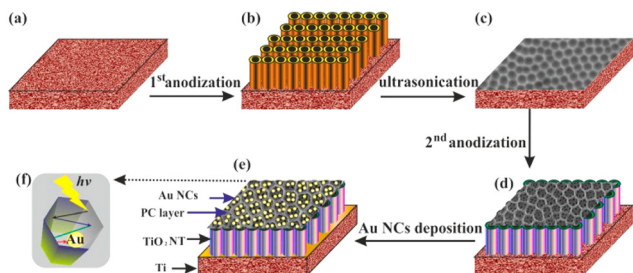 (a)
(b)
(c)
1st anodization
ultrasonication
2nd anodization
(d)
(e)
(f)
hν
Au
Au NCs
PC layer
TiO2 NT
Ti
Au NCs deposition